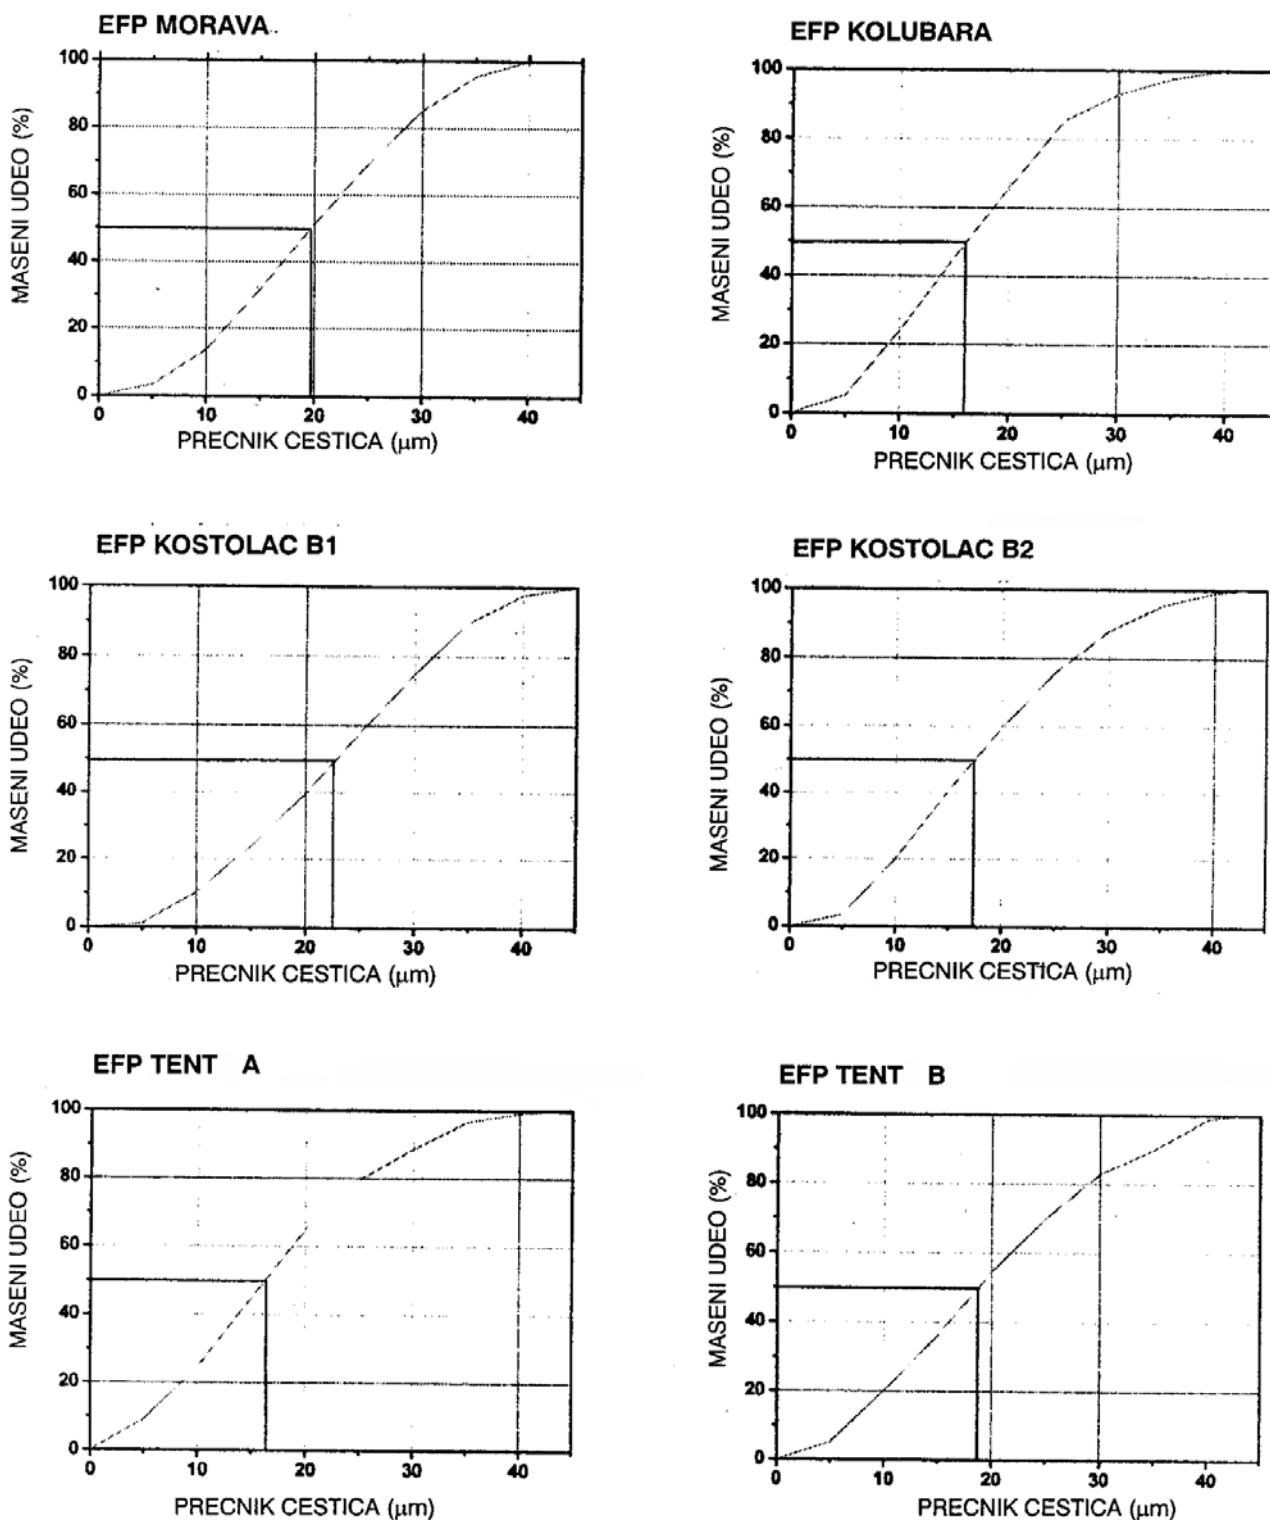 EFP MORAVA
MASENI UDEO (%)
100
80
60
40
20
0
0 10 20 30 40
PRECNIK CESTICA (μm)
EFP KOLUBARA
MASENI UDEO (%)
100
80
60
40
20
0
0 10 20 30 40
PRECNIK CESTICA (μm)
EFP KOSTOLAC B1
MASENI UDEO (%)
100
80
60
40
20
0
0 10 20 30 40
PRECNIK CESTICA (μm)
EFP KOSTOLAC B2
MASENI UDEO (%)
100
80
60
40
20
0
0 10 20 30 40
PRECNIK CESTICA (μm)
EFP TENT A
MASENI UDEO (%)
100
80
60
40
20
0
0 10 20 30 40
PRECNIK CESTICA (μm)
EFP TENT B
MASENI UDEO (%)
100
80
60
40
20
0
0 10 20 30 40
PRECNIK CESTICA (μm)